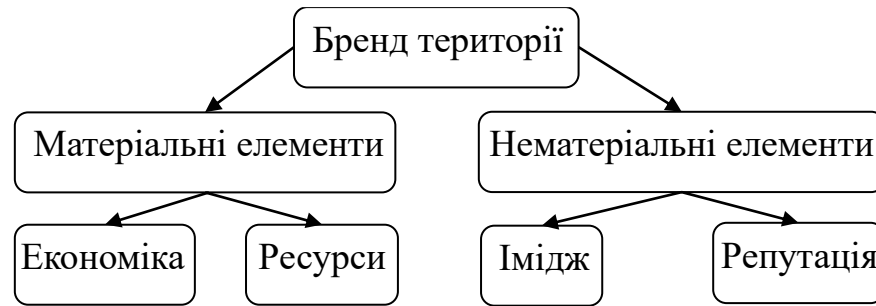 Бренд території
Матеріальні елементи
Нематеріальні елементи
Економіка
Ресурси
Імідж
Репутація